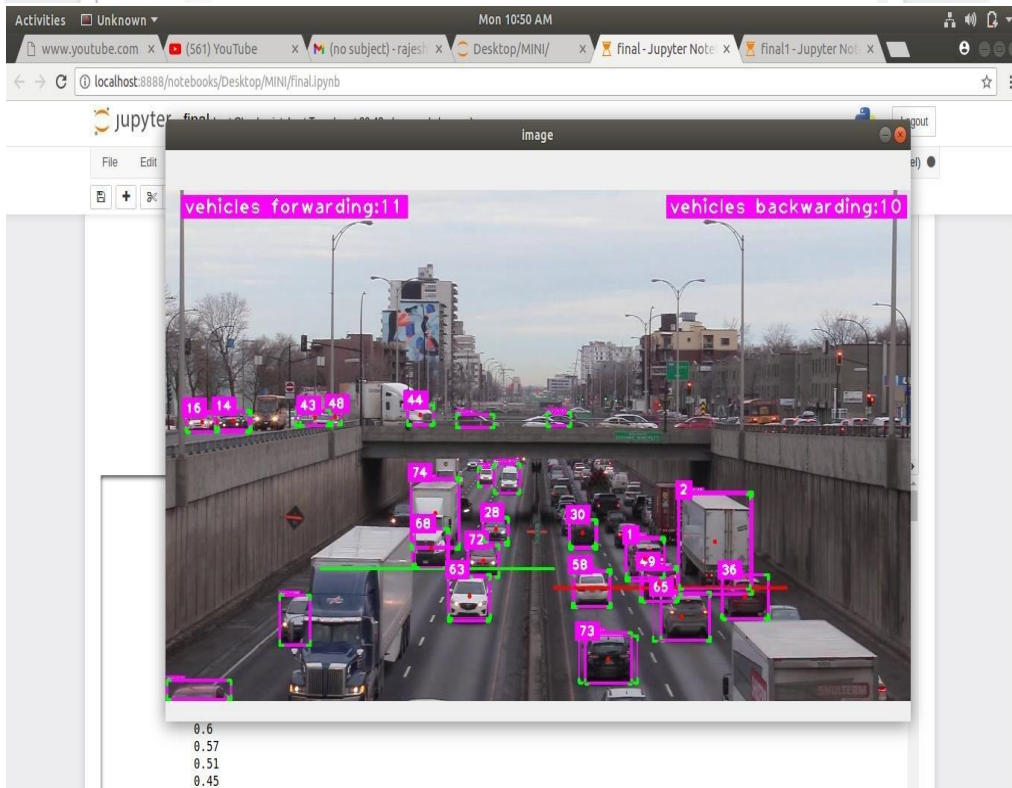 Activities Unknown Mon 10:50 AM
www.youtube.com (561) YouTube (no subject) - rajesh Desktop/MINI/ final - Jupyter Note final1 - Jupyter Not
localhost:8888/notebooks/Desktop/MINI/final.ipynb
jupyter final
image
File Edit
vehicles forwarding:11 vehicles backwarding:10
16 14 43 48 44
74 2
68 28 30
72 1
63 58 49 36
65
73
0.6
0.57
0.51
0.45